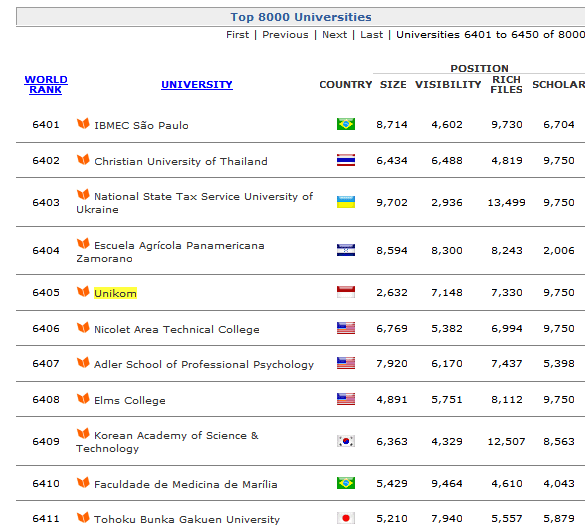 Top 8000 Universities
First | Previous | Next | Last | Universities 6401 to 6450 of 8000
POSITION
WORLD RANK UNIVERSITY COUNTRY SIZE VISIBILITY RICH FILES SCHOLAR
6401 IBMEC São Paulo 8,714 4,602 9,730 6,704
6402 Christian University of Thailand 6,434 6,488 4,819 9,750
6403 National State Tax Service University of Ukraine 9,702 2,936 13,499 9,750
6404 Escuela Agrícola Panamericana Zamorano 8,594 8,300 8,243 2,006
6405 Unikom 2,632 7,148 7,330 9,750
6406 Nicolet Area Technical College 6,769 5,382 6,994 9,750
6407 Adler School of Professional Psychology 7,920 6,170 7,437 5,398
6408 Elms College 4,891 5,751 8,112 9,750
6409 Korean Academy of Science & Technology 6,363 4,329 12,507 8,563
6410 Faculdade de Medicina de Marília 5,429 9,464 4,610 4,043
6411 Tohoku Bunka Gakuen University 5,210 7,940 5,557 5,879